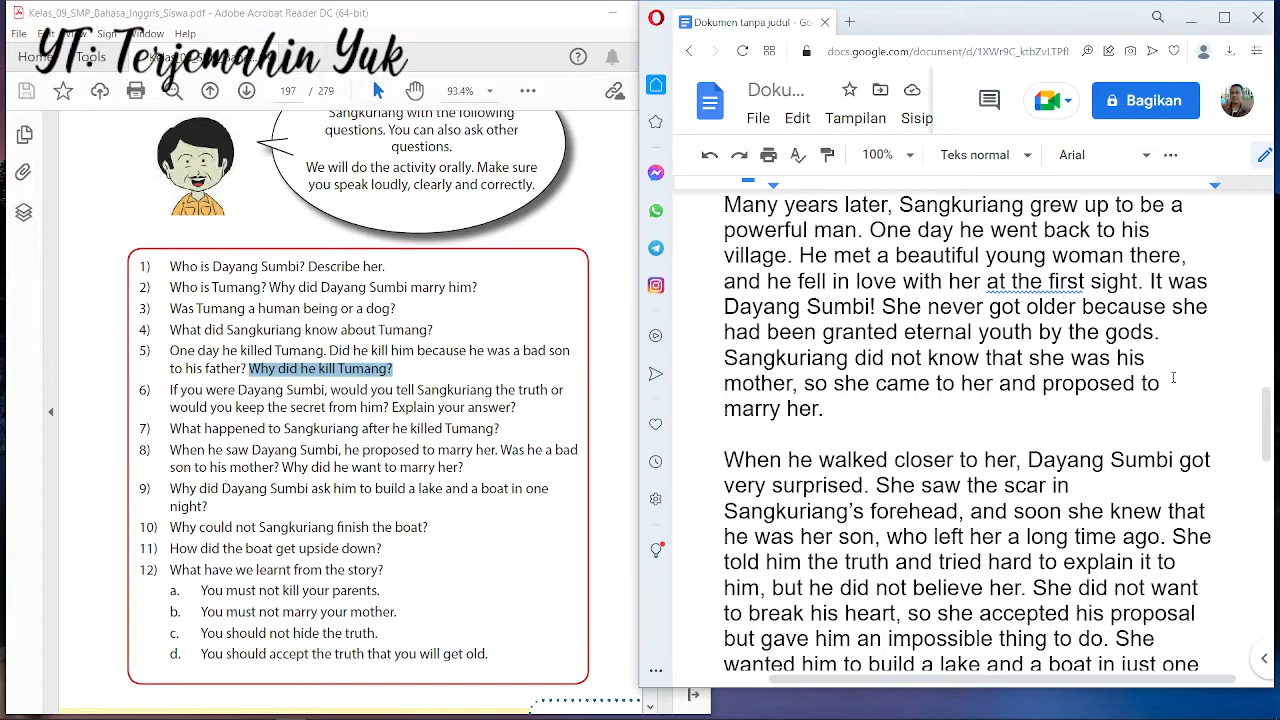 Kelas_09_SMP_Bahasa_Inggris_Siswa.pdf - Adobe Acrobat Reader DC (64-bit)
File
Sign
Window
Help
YT: Terjemahin Yuk
Home
Tools
197 / 279
93.4%
Sangkuriang with the following
questions. You can also ask other
questions.
We will do the activity orally. Make sure
you speak loudly, clearly and correctly.
1) Who is Dayang Sumbi? Describe her.
2) Who is Tumang? Why did Dayang Sumbi marry him?
3) Was Tumang a human being or a dog?
4) What did Sangkuriang know about Tumang?
5) One day he killed Tumang. Did he kill him because he was a bad son
to his father? Why did he kill Tumang?
6) If you were Dayang Sumbi, would you tell Sangkuriang the truth or
would you keep the secret from him? Explain your answer?
7) What happened to Sangkuriang after he killed Tumang?
8) When he saw Dayang Sumbi, he proposed to marry her. Was he a bad
son to his mother? Why did he want to marry her?
9) Why did Dayang Sumbi ask him to build a lake and a boat in one
night?
10) Why could not Sangkuriang finish the boat?
11) How did the boat get upside down?
12) What have we learnt from the story?
a. You must not kill your parents.
b. You must not marry your mother.
c. You should not hide the truth.
d. You should accept the truth that you will get old.
Dokumen tanpa judul - Go
docs.google.com/document/d/1XWr9C_ktbZvLTPfl
Doku...
Bagikan
File Edit Tampilan Sisip
100% Teks normal Arial
Many years later, Sangkuriang grew up to be a
powerful man. One day he went back to his
village. He met a beautiful young woman there,
and he fell in love with her at the first sight. It was
Dayang Sumbi! She never got older because she
had been granted eternal youth by the gods.
Sangkuriang did not know that she was his
mother, so she came to her and proposed to
marry her.
When he walked closer to her, Dayang Sumbi got
very surprised. She saw the scar in
Sangkuriang's forehead, and soon she knew that
he was her son, who left her a long time ago. She
told him the truth and tried hard to explain it to
him, but he did not believe her. She did not want
to break his heart, so she accepted his proposal
but gave him an impossible thing to do. She
wanted him to build a lake and a boat in just one